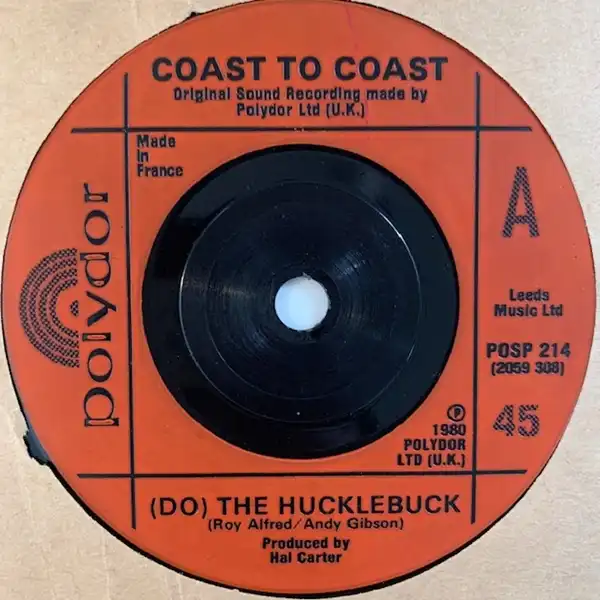 COAST TO COAST
Original Sound Recording made by
Polydor Ltd (U.K.)
Made
In
France
polydor
A
Leeds
Music Ltd
POSP 214
(2059 308)
45
℗
1980
POLYDOR
LTD (U.K.)
(DO) THE HUCKLEBUCK
(Roy Alfred/Andy Gibson)
Produced by
Hal Carter